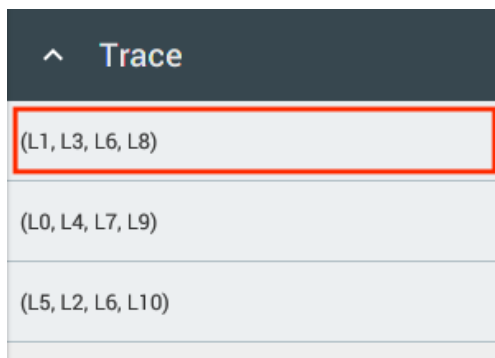 Trace
(L1, L3, L6, L8)
(L0, L4, L7, L9)
(L5, L2, L6, L10)